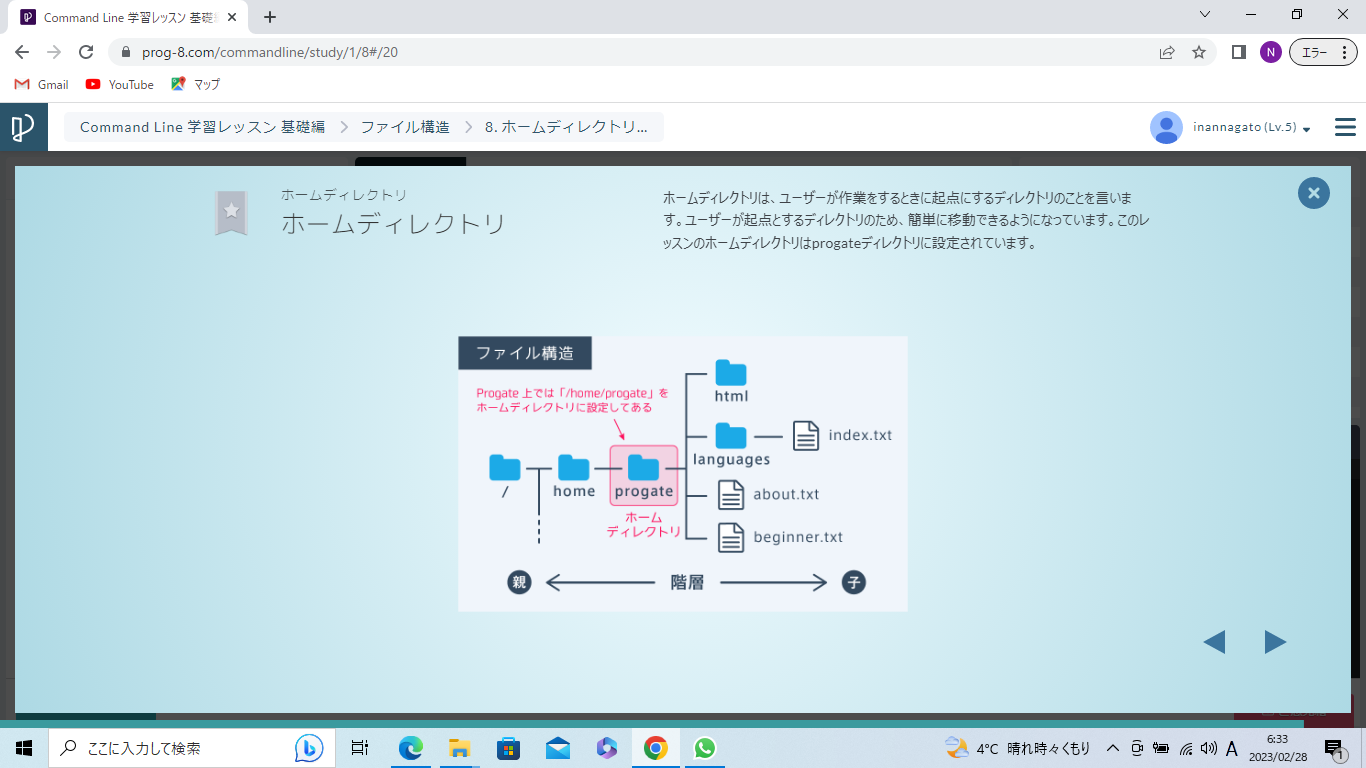 Command Line 学習レッスン 基礎
prog-8.com/commandline/study/1/8#/20
N
エラー
Gmail
YouTube
マップ
Command Line 学習レッスン 基礎編
ファイル構造
8. ホームディレクトリ...
inannagato (Lv.5)
ホームディレクトリ
ホームディレクトリ
ホームディレクトリは、ユーザーが作業をするときに起点にするディレクトリのことを言いま
す。ユーザーが起点とするディレクトリのため、簡単に移動できるようになっています。このレ
ッスンのホームディレクトリはprogateディレクトリに設定されています。
ファイル構造
Progate 上では「/home/progate」を
ホームディレクトリに設定してある
html
languages
index.txt
/
home
progate
about.txt
ホーム
ディレクトリ
beginner.txt
親
階層
子
ここに入力して検索
4°C 晴れ時々くもり
A
6:33
2023/02/28
1